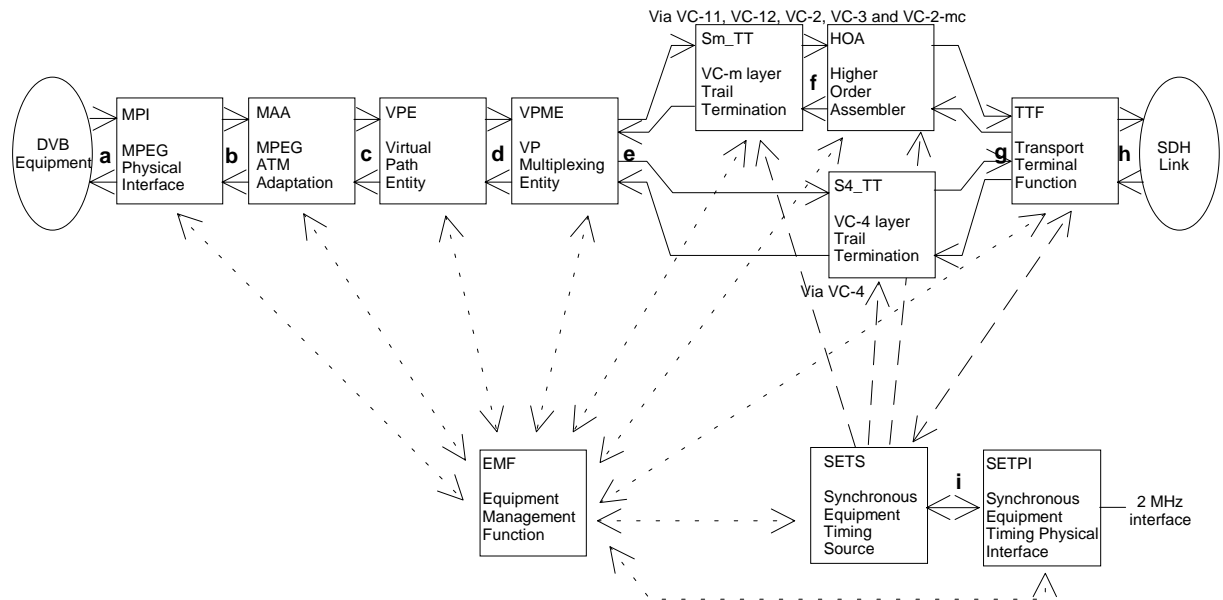 Via VC-11, VC-12, VC-2, VC-3 and VC-2-mc
DVB
Equipment
a
MPI
MPEG
Physical
Interface
b
MAA
MPEG
ATM
Adaptation
c
VPE
Virtual
Path
Entity
d
VPME
VP
Multiplexing
Entity
e
Sm_TT
VC-m layer
Trail
Termination
f
HOA
Higher
Order
Assembler
S4_TT
VC-4 layer
Trail
Termination
Via VC-4
g
TTF
Transport
Terminal
Function
h
SDH
Link
EMF
Equipment
Management
Function
SETS
Synchronous
Equipment
Timing
Source
i
SETPI
Synchronous
Equipment
Timing Physical
Interface
2 MHz
interface